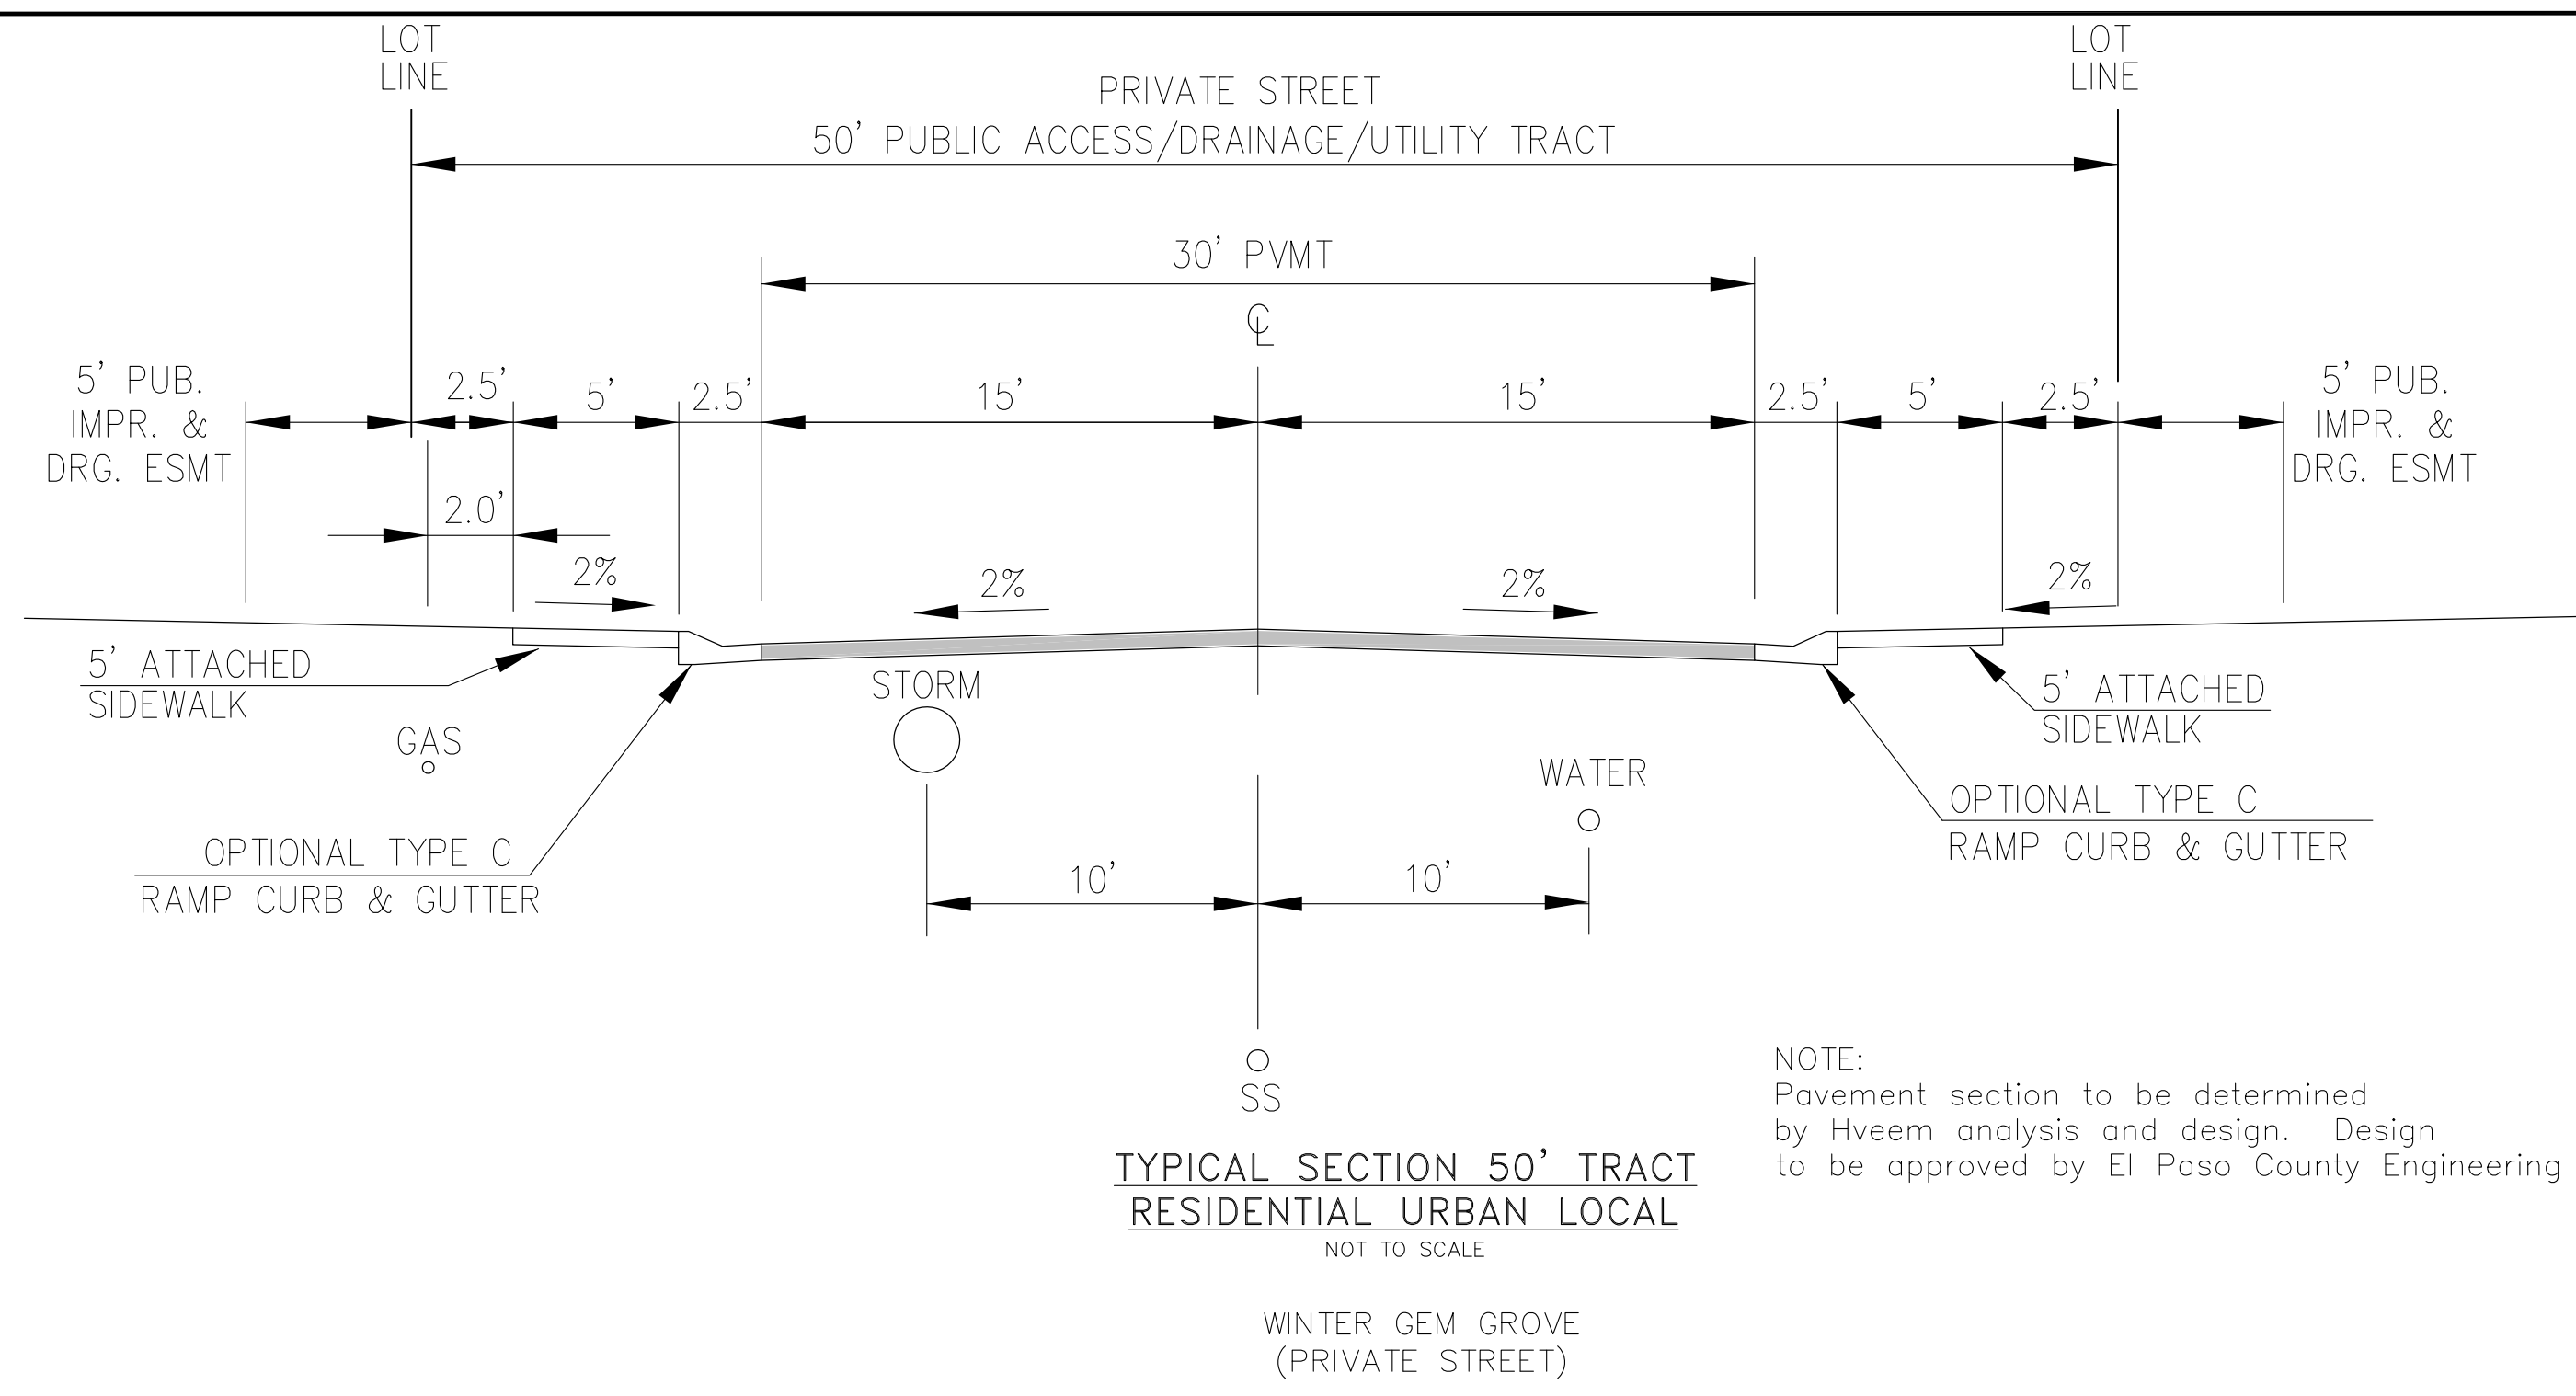 LOT
LINE
LOT
LINE
PRIVATE STREET
50' PUBLIC ACCESS/DRAINAGE/UTILITY TRACT
30' PVMT
℄
5' PUB.
IMPR. &
DRG. ESMT
2.5'
5'
2.5'
15'
15'
2.5'
5'
2.5'
5' PUB.
IMPR. &
DRG. ESMT
2.0'
2%
2%
2%
2%
5' ATTACHED
SIDEWALK
STORM
5' ATTACHED
SIDEWALK
GAS
WATER
OPTIONAL TYPE C
RAMP CURB & GUTTER
OPTIONAL TYPE C
RAMP CURB & GUTTER
10'
10'
SS
NOTE:
Pavement section to be determined
by Hveem analysis and design. Design
to be approved by El Paso County Engineering
TYPICAL SECTION 50' TRACT
RESIDENTIAL URBAN LOCAL
NOT TO SCALE
WINTER GEM GROVE
(PRIVATE STREET)